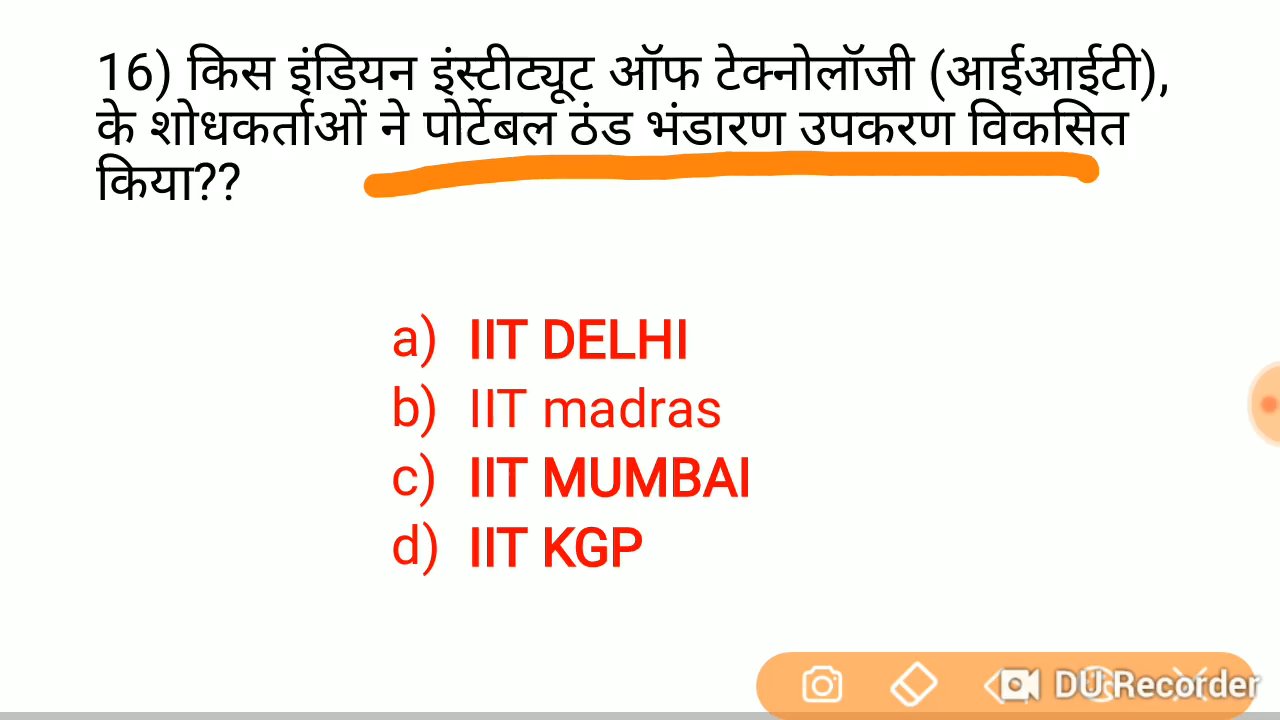 16) किस इंडियन इंस्टीट्यूट ऑफ टेक्नोलॉजी (आईआईटी),
के शोधकर्ताओं ने पोर्टेबल ठंड भंडारण उपकरण विकसित
किया??
a) IIT DELHI
b) IIT madras
c) IIT MUMBAI
d) IIT KGP
DU Recorder